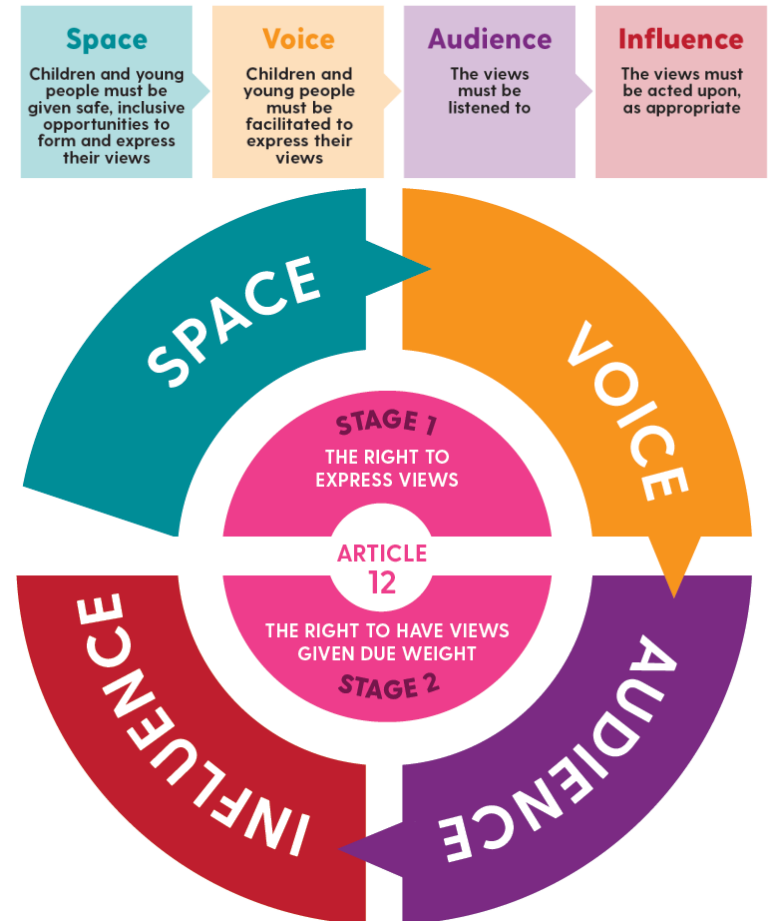 Space
Children and young
people must be
given safe, inclusive
opportunities to
form and express
their views
Voice
Children and
young people
must be
facilitated to
express their
views
Audience
The views
must be
listened to
Influence
The views must
be acted upon,
as appropriate
SPACE
VOICE
AUDIENCE
INFLUENCE
STAGE 1
THE RIGHT TO
EXPRESS VIEWS
ARTICLE
12
THE RIGHT TO HAVE VIEWS
GIVEN DUE WEIGHT
STAGE 2